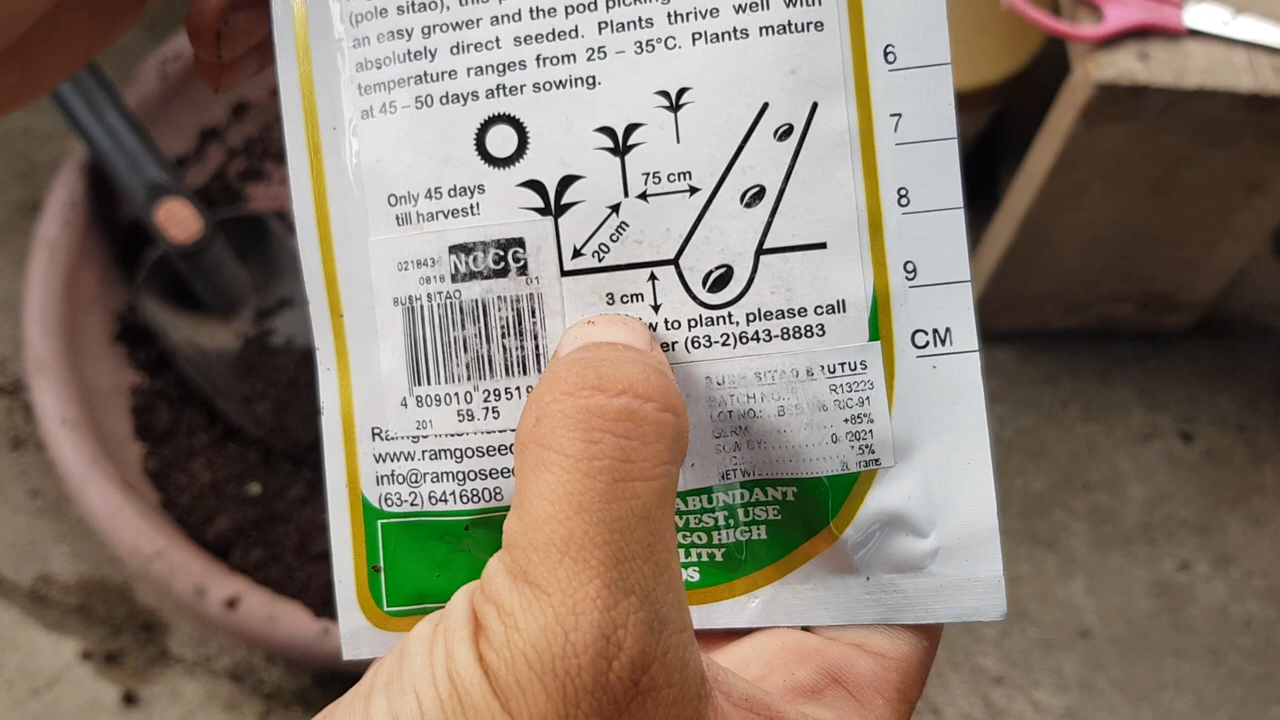 (pole sitao), this p
an easy grower and the pod picking
absolutely direct seeded. Plants thrive well with
temperature ranges from 25 – 35°C. Plants mature
at 45 – 50 days after sowing.
Only 45 days
till harvest!
75 cm
20 cm
3 cm
w to plant, please call
er (63-2)643-8883
021843
NCCC
0818
01
BUSH SITAO
4 809010 29519
59.75
201
www.ramgoseed
info@ramgoseed
(63-2) 6416808
BUSH SITAO BRUTUS
BATCH NO.: R13223
LOT NO.: RIC-91
GERM +85%
SOW BY: 2021
5%
NET WT
ABUNDANT
VEST, USE
GO HIGH
LITY
DS
6
7
8
9
CM